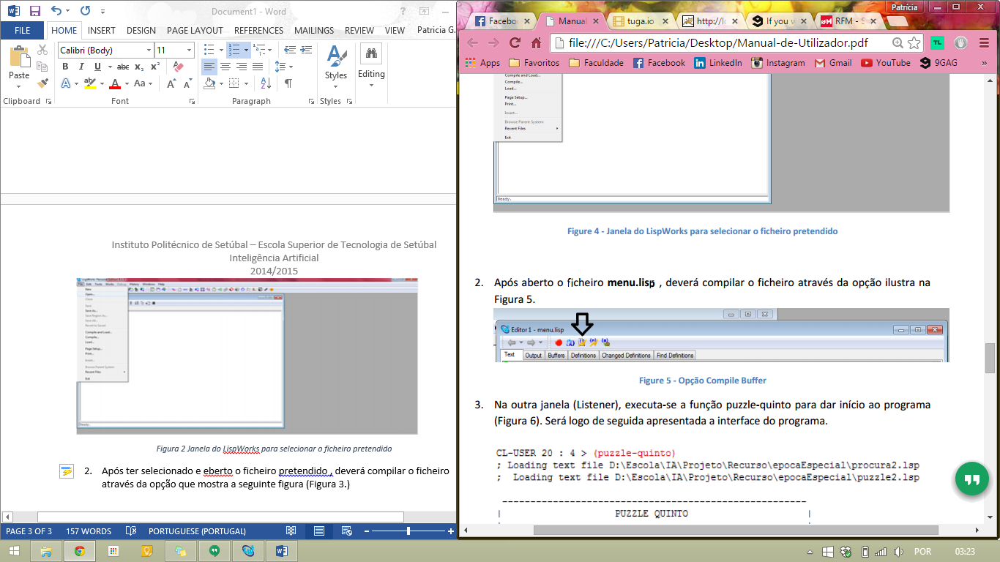 Document1 - Word
FILE HOME INSERT DESIGN PAGE LAYOUT REFERENCES MAILINGS REVIEW VIEW Patricia G.
Calibri (Body) 11
Paste
B I U abc x₂ x²
A ab A Aa A A
Styles
Editing
Clipboard Font Paragraph Styles
Instituto Politécnico de Setúbal – Escola Superior de Tecnologia de Setúbal
Inteligência Artificial
2014/2015
Figura 2 Janela do LispWorks para selecionar o ficheiro pretendido
2. Após ter selecionado e eberto o ficheiro pretendido , deverá compilar o ficheiro
através da opção que mostra a seguinte figura (Figura 3.)
PAGE 3 OF 3 157 WORDS PORTUGUESE (PORTUGAL)
Patrícia
Facebo Manual tuga.io http://lo If you w RFM - S
file:///C:/Users/Patricia/Desktop/Manual-de-Utilizador.pdf
TL
Apps Favoritos Faculdade Facebook LinkedIn Instagram Gmail YouTube 9GAG »
Compile and Load...
Compile...
Load...
Page Setup...
Print...
Insert...
Browse Parent System
Recent Files
Exit
Ready.
Figure 4 - Janela do LispWorks para selecionar o ficheiro pretendido
2. Após aberto o ficheiro menu.lisp , deverá compilar o ficheiro através da opção ilustra na
Figura 5.
Editor 1 - menu.lisp
Text Output Buffers Definitions Changed Definitions Find Definitions
Figure 5 - Opção Compile Buffer
3. Na outra janela (Listener), executa-se a função puzzle-quinto para dar início ao programa
(Figura 6). Será logo de seguida apresentada a interface do programa.
CL-USER 20 : 4 > (puzzle-quinto)
; Loading text file D:\Escola\IA\Projeto\Recurso\epocaEspecial\procura2.lsp
;  Loading text file D:\Escola\IA\Projeto\Recurso\epocaEspecial\puzzle2.lsp
------------------------------------------------------
| PUZZLE QUINTO |
POR 03:23